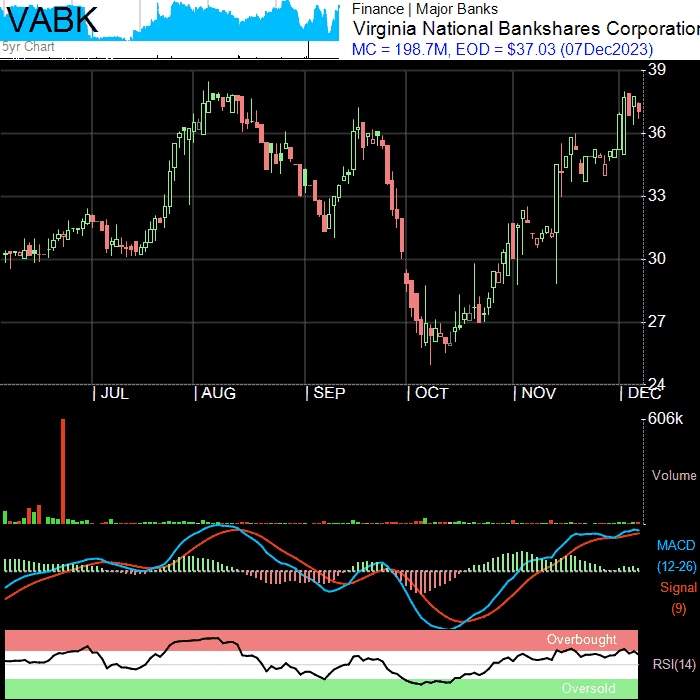 VABK
5yr Chart
Finance | Major Banks
Virginia National Bankshares Corporation
MC = 198.7M, EOD = $37.03 (07Dec2023)
39
36
33
30
27
24
JUL AUG SEP OCT NOV DEC
606k
Volume
MACD
(12-26)
Signal
(9)
Overbought
RSI(14)
Oversold